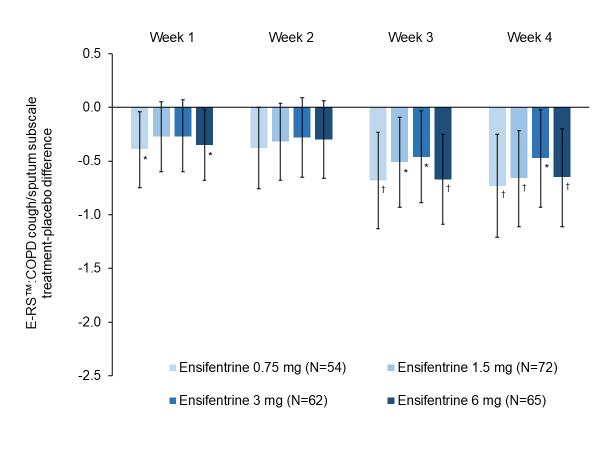 Week 1 Week 2 Week 3 Week 4
0.5
0.0
-0.5
-1.0
-1.5
-2.0
-2.5
E-RS™:COPD cough/sputum subscale
treatment-placebo difference
* *
† * * †
† † * †
Ensifentrine 0.75 mg (N=54) Ensifentrine 1.5 mg (N=72)
Ensifentrine 3 mg (N=62) Ensifentrine 6 mg (N=65)